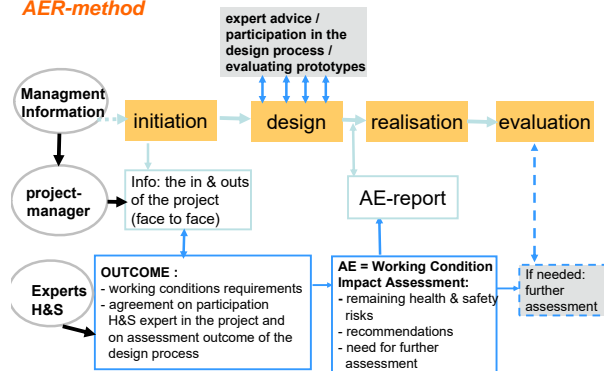 AER-method
expert advice /
participation in the
design process /
evaluating prototypes
Managment
Information
initiation
design
realisation
evaluation
project-
manager
Info: the in & outs
of the project
(face to face)
AE-report
Experts
H&S
OUTCOME :
- working conditions requirements
- agreement on participation
H&S expert in the project and
on assessment outcome of the
design process
AE = Working Condition
Impact Assessment:
- remaining health & safety
risks
- recommendations
- need for further
assessment
If needed:
further
assessment